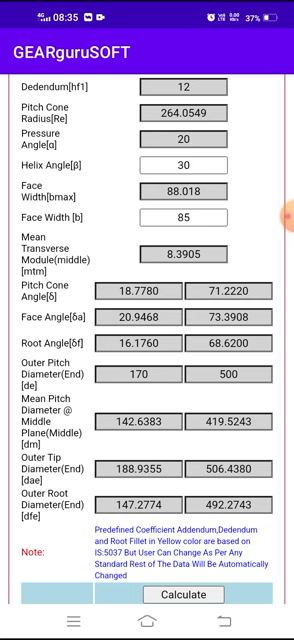 4G 08:35 VoD LTE 0.00 KB/s 37%
GEARguruSOFT
Dedendum[hf1] 12
Pitch Cone
Radius[Re] 264.0549
Pressure
Angle[α] 20
Helix Angle[β] 30
Face
Width[bmax] 88.018
Face Width [b] 85
Mean
Transverse
Module(middle)
[mtm] 8.3905
Pitch Cone
Angle[δ] 18.7780 71.2220
Face Angle[δa] 20.9468 73.3908
Root Angle[δf] 16.1760 68.6200
Outer Pitch
Diameter(End)
[de] 170 500
Mean Pitch
Diameter @
Middle
Plane(Middle)
[dm] 142.6383 419.5243
Outer Tip
Diameter(End)
[dae] 188.9355 506.4380
Outer Root
Diameter(End)
[dfe] 147.2774 492.2743
Note: Predefined Coefficient Addendum,Dedendum
and Root Fillet in Yellow color are based on
IS:5037 But User Can Change As Per Any
Standard Rest of The Data Will Be Automatically
Changed
Calculate